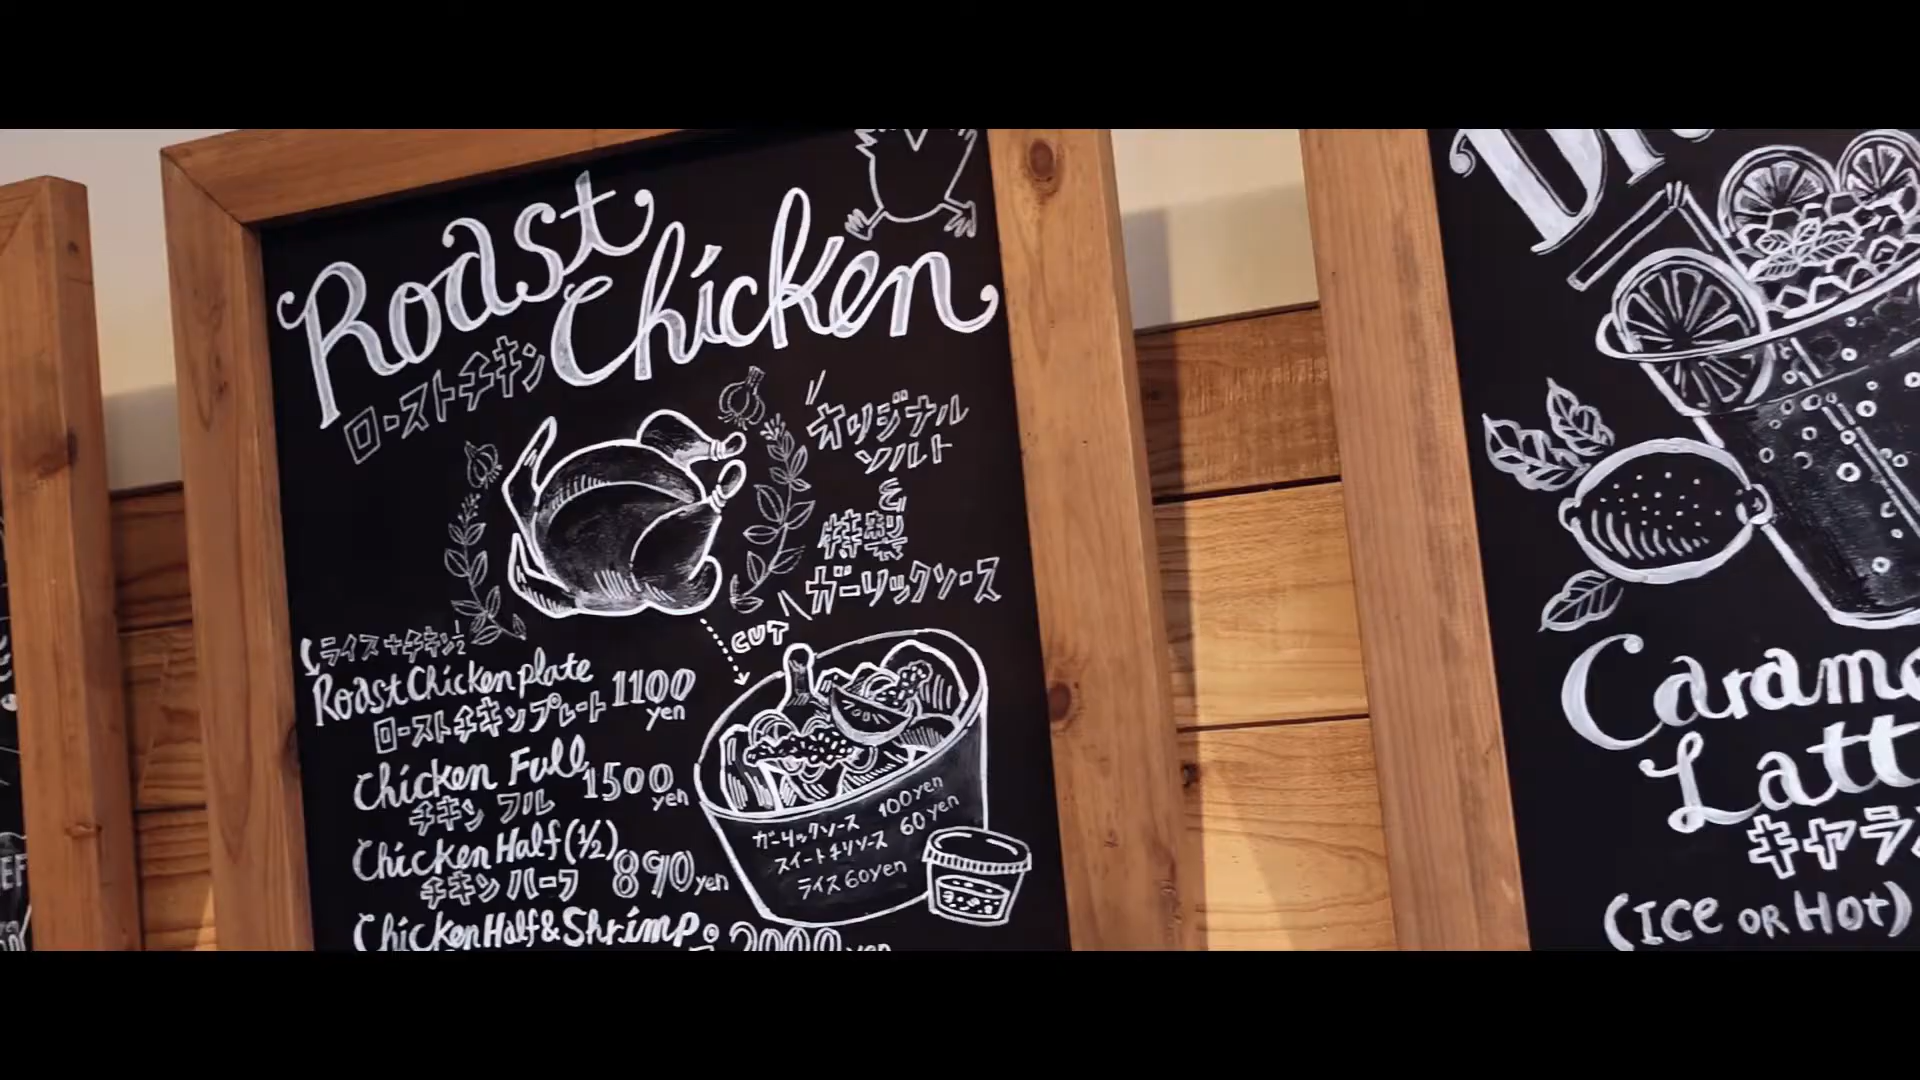 Roast
Chicken
ローストチキン
オリジナル
ソルト
と
特製
ガーリックソース
CUT
ライス+チキン½
Roast Chicken plate 1100 yen
ローストチキンプレート
Chicken Full 1500 yen
チキン フル
Chicken Half (½) 890 yen
チキン ハーフ
Chicken Half & Shrimp 2000 yen
ガーリックソース 100yen
スイートチリソース 60yen
ライス 60yen
Dr
Carame
Latt
キャラ
(ICE OR Hot)